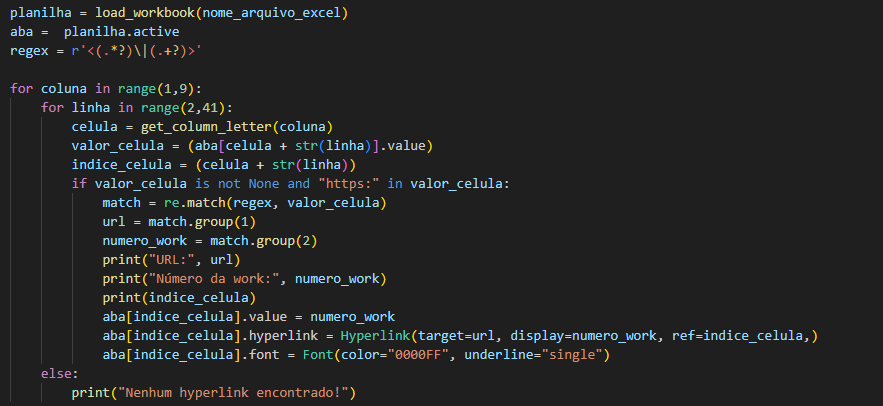 planilha = load_workbook(nome_arquivo_excel)
aba =  planilha.active
regex = r'<(.*?)\|(.+?)>'

for coluna in range(1,9):
    for linha in range(2,41):
        celula = get_column_letter(coluna)
        valor_celula = (aba[celula + str(linha)].value)
        indice_celula = (celula + str(linha))
        if valor_celula is not None and "https:" in valor_celula:
            match = re.match(regex, valor_celula)
            url = match.group(1)
            numero_work = match.group(2)
            print("URL:", url)
            print("Número da work:", numero_work)
            print(indice_celula)
            aba[indice_celula].value = numero_work
            aba[indice_celula].hyperlink = Hyperlink(target=url, display=numero_work, ref=indice_celula,)
            aba[indice_celula].font = Font(color="0000FF", underline="single")
    else:
        print("Nenhum hyperlink encontrado!")